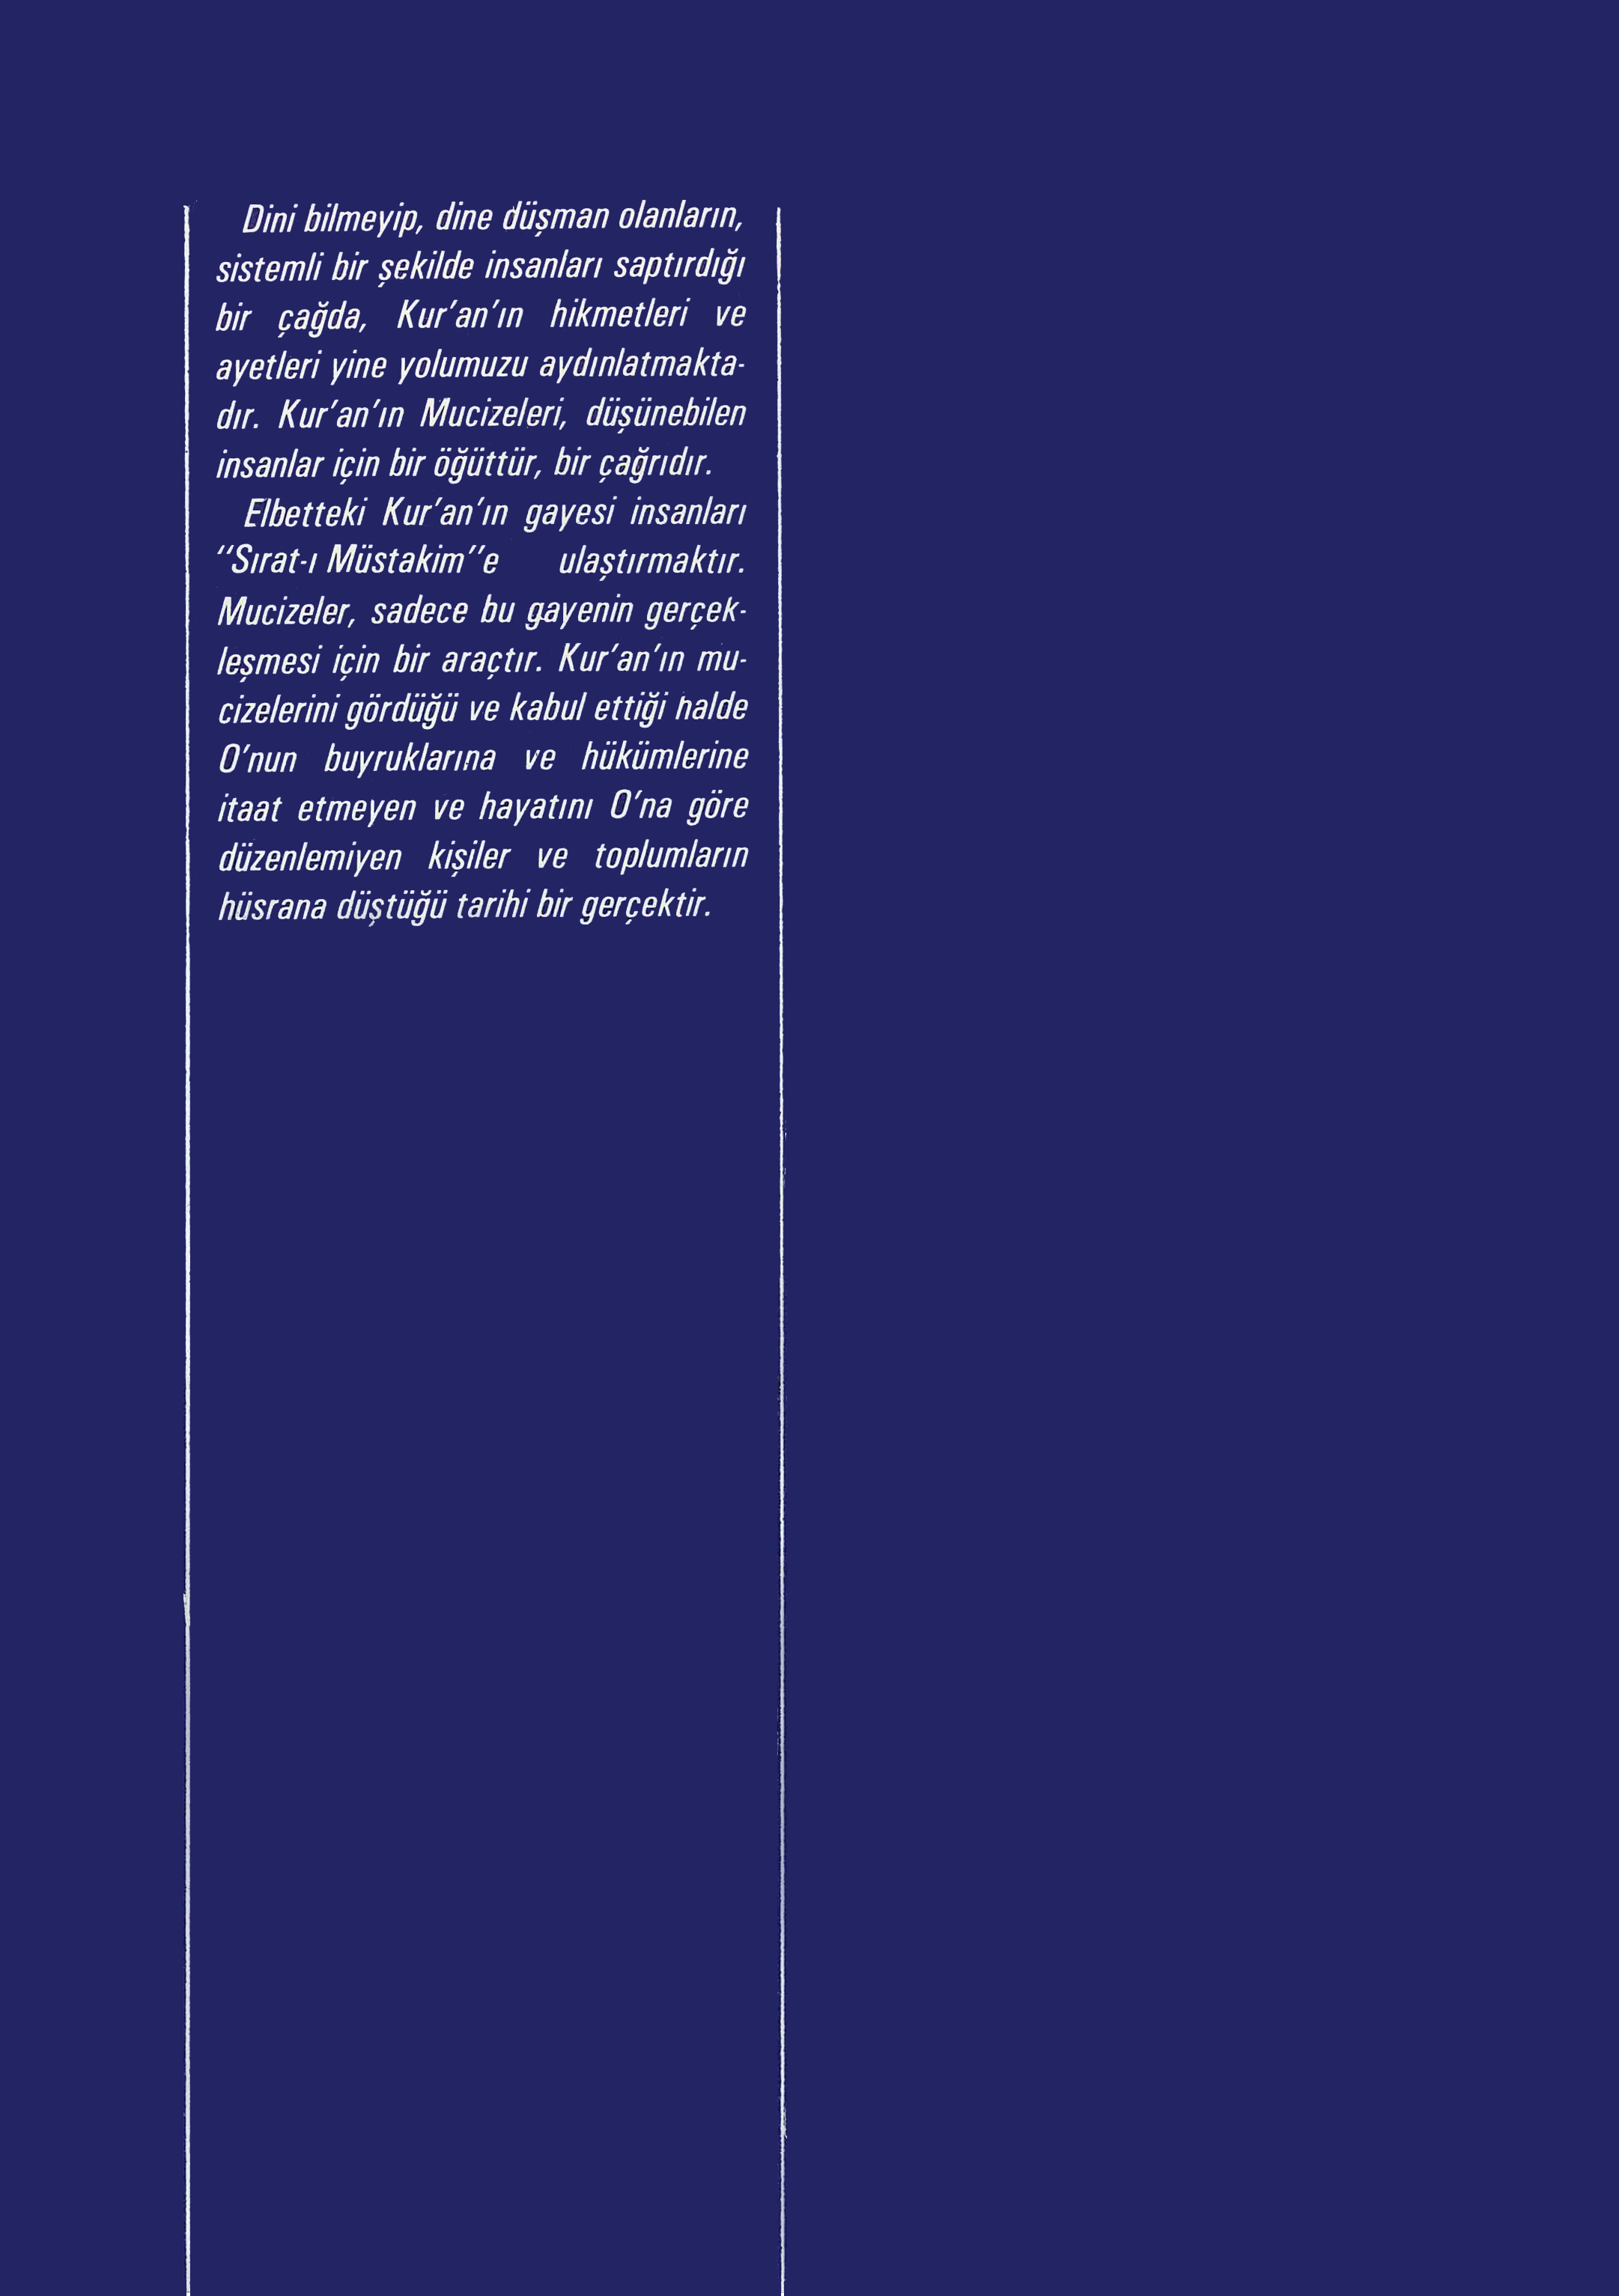 Dini bilmeyip, dine düşman olanların,
sistemli bir şekilde insanları saptırdığı
bir çağda, Kur'an'ın hikmetleri ve
ayetleri yine yolumuzu aydınlatmakta-
dır. Kur'an'ın Mucizeleri, düşünebilen
insanlar için bir öğüttür, bir çağrıdır.
Elbetteki Kur'an'ın gayesi insanları
"Sırat-ı Müstakim"e ulaştırmaktır.
Mucizeler, sadece bu gayenin gerçek-
leşmesi için bir araçtır. Kur'an'ın mu-
cizelerini gördüğü ve kabul ettiği halde
O'nun buyruklarına ve hükümlerine
itaat etmeyen ve hayatını O'na göre
düzenlemiyen kişiler ve toplumların
hüsrana düştüğü tarihi bir gerçektir.